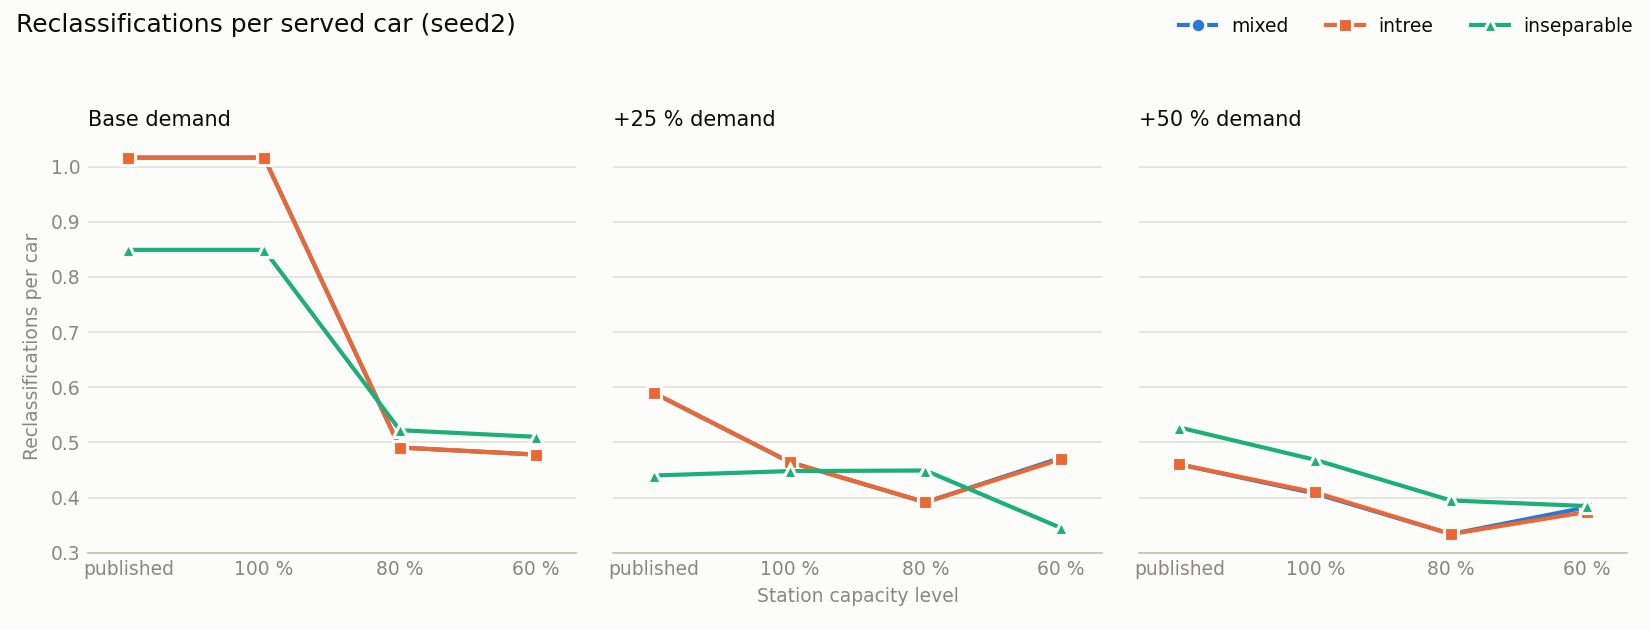 Reclassifications per served car (seed2)
mixed
intree
inseparable
Base demand
+25 % demand
+50 % demand
Reclassifications per car
1.0
0.9
0.8
0.7
0.6
0.5
0.4
0.3
published 100 % 80 % 60 %
published 100 % 80 % 60 %
published 100 % 80 % 60 %
Station capacity level